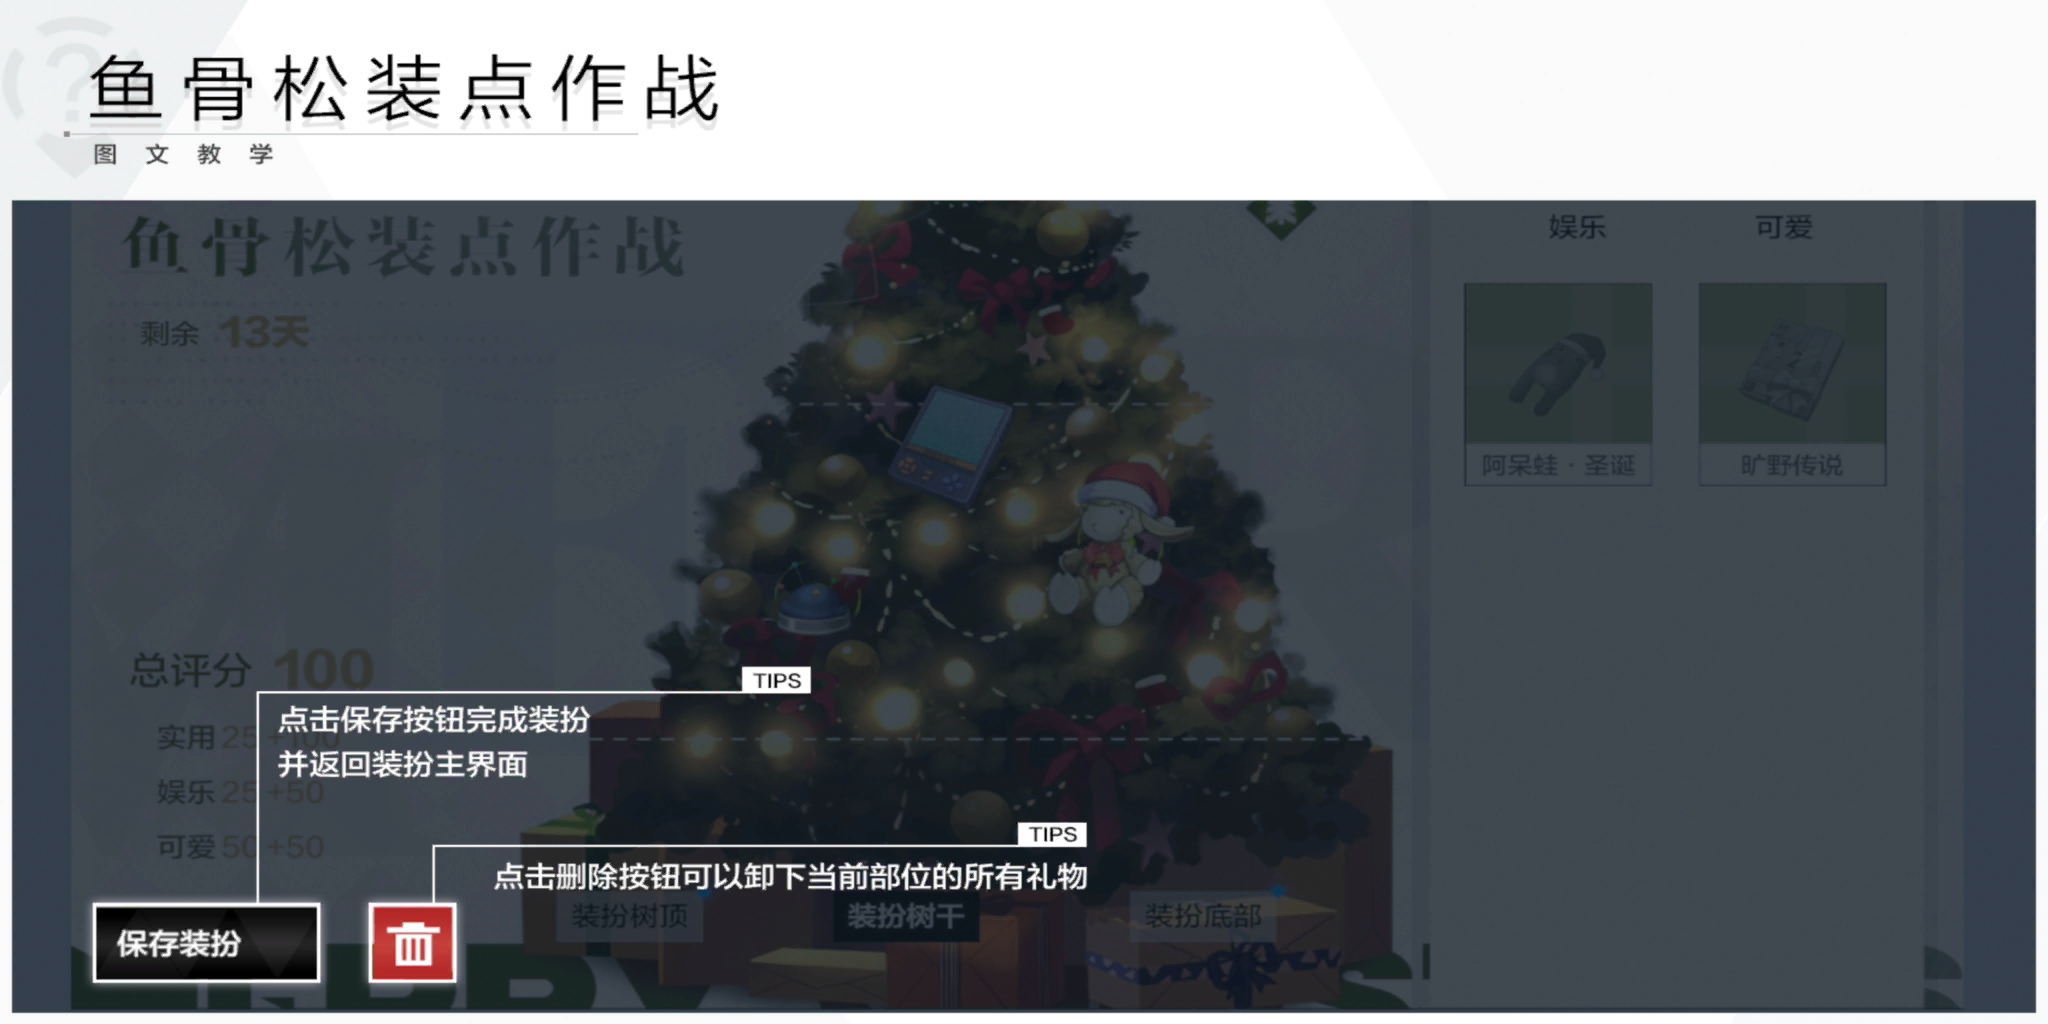 鱼骨松装点作战
图文教学
鱼骨松装点作战
剩余 13天
娱乐 可爱
阿呆蛙·圣诞 旷野传说
总评分 100
TIPS
点击保存按钮完成装扮
并返回装扮主界面
实用 25 +100
娱乐 25 +50
可爱 50 +50
TIPS
点击删除按钮可以卸下当前部位的所有礼物
装扮树顶 装扮树干 装扮底部
保存装扮